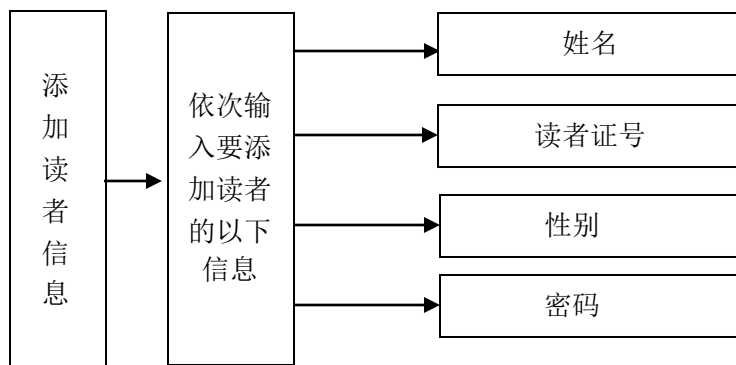 添
加
读
者
信
息
依次输
入要添
加读者
的以下
信息
姓名
读者证号
性别
密码